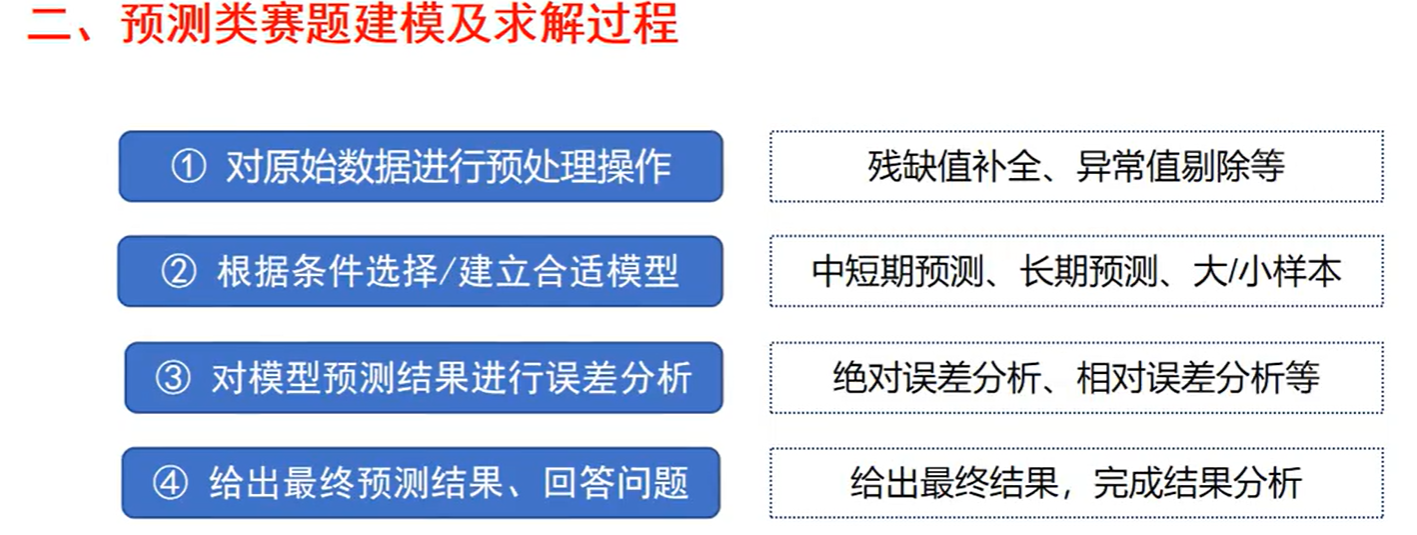 二、预测类赛题建模及求解过程
① 对原始数据进行预处理操作
残缺值补全、异常值剔除等
② 根据条件选择/建立合适模型
中短期预测、长期预测、大/小样本
③ 对模型预测结果进行误差分析
绝对误差分析、相对误差分析等
④ 给出最终预测结果、回答问题
给出最终结果，完成结果分析